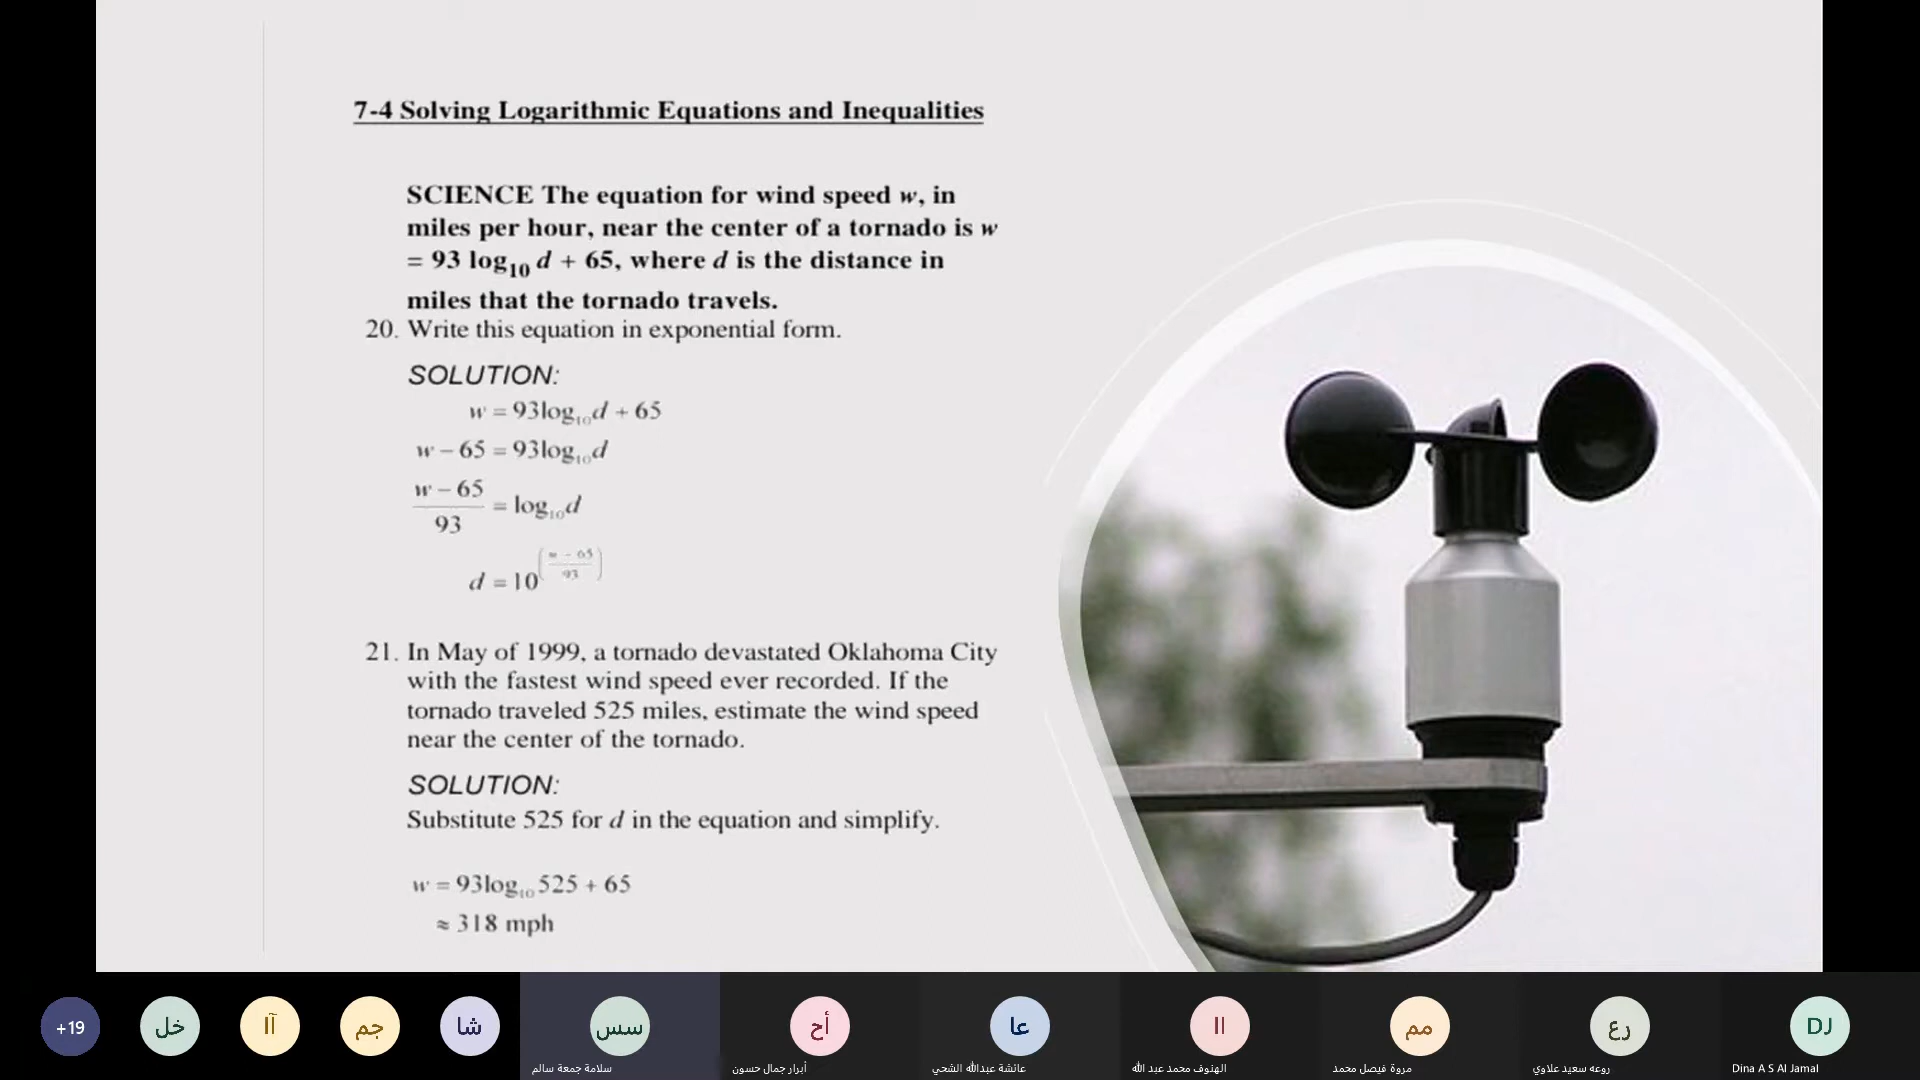 7-4 Solving Logarithmic Equations and Inequalities
SCIENCE The equation for wind speed w, in
miles per hour, near the center of a tornado is w
= 93 log₁₀ d + 65, where d is the distance in
miles that the tornado travels.
20. Write this equation in exponential form.
SOLUTION:
w = 93log₁₀d + 65
w − 65 = 93log₁₀d
(w − 65)/93 = log₁₀d
d = 10^((w − 65)/93)
21. In May of 1999, a tornado devastated Oklahoma City
with the fastest wind speed ever recorded. If the
tornado traveled 525 miles, estimate the wind speed
near the center of the tornado.
SOLUTION:
Substitute 525 for d in the equation and simplify.
w = 93log₁₀525 + 65
≈ 318 mph
+19
خل
آا
جم
شا
سس
أح
عا
اا
مم
رع
DJ
سلامة جمعة سالم
أبرار جمال حسون
عائشة عبدالله الشحي
الهنوف محمد عبد الله
مروة فيصل محمد
روعه سعيد علاوي
Dina A S Al Jamal